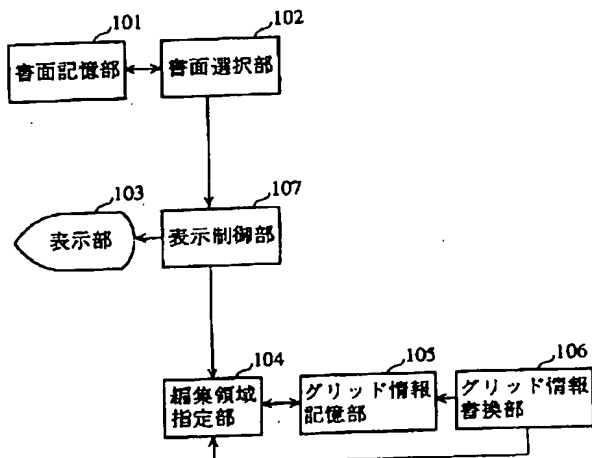 101
102
書面記憶部
書面選択部
103
107
表示部
表示制御部
104
105
106
編集領域
指定部
グリッド情報
記憶部
グリッド情報
書換部